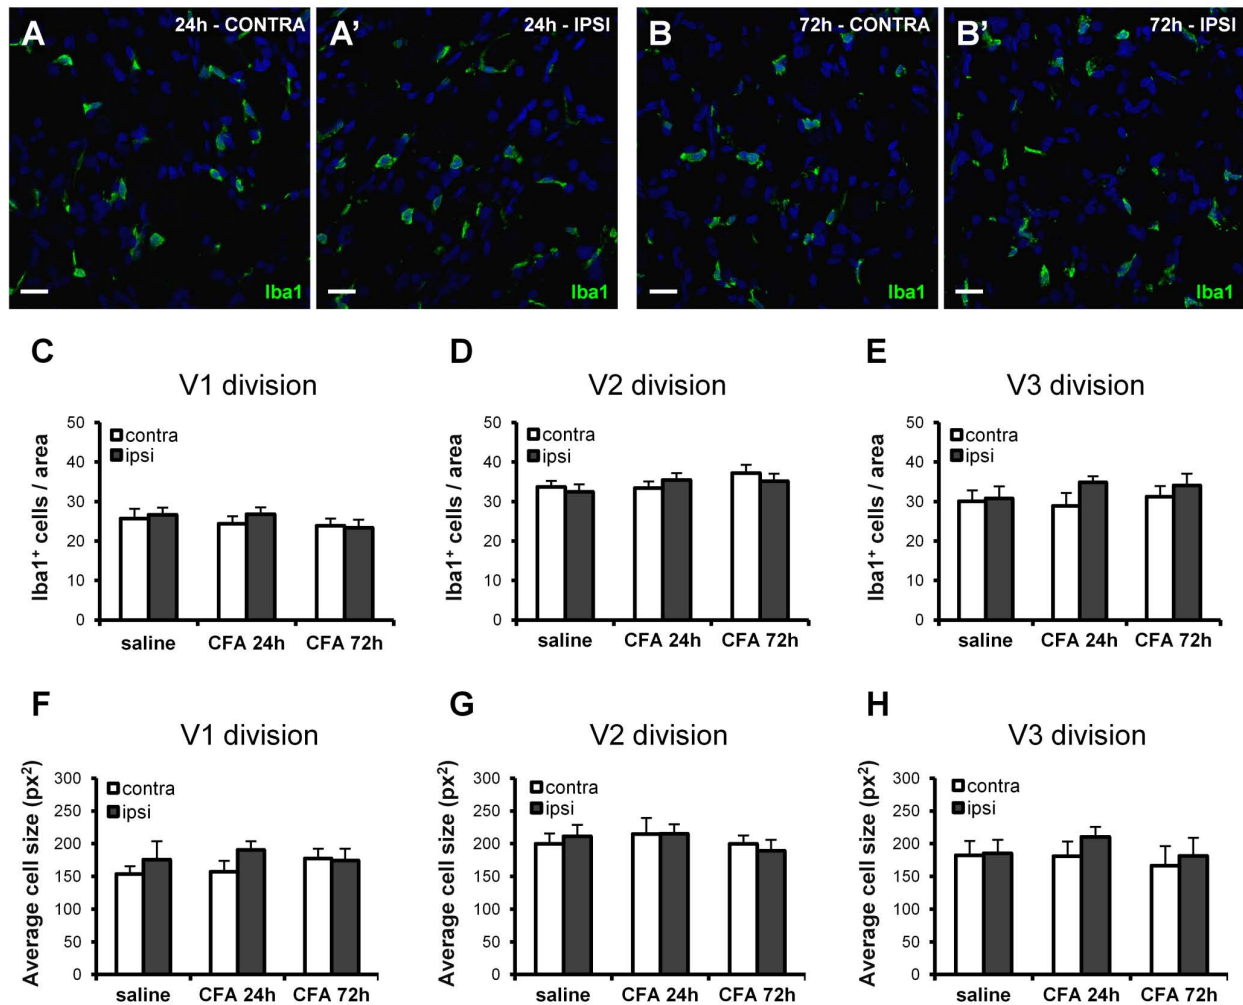 A 24h - CONTRA
Iba1
A' 24h - IPSI
Iba1
B 72h - CONTRA
Iba1
B' 72h - IPSI
Iba1
C
V1 division
Iba1⁺ cells / area
50
40
30
20
10
0
contra
ipsi
saline CFA 24h CFA 72h
D
V2 division
Iba1⁺ cells / area
50
40
30
20
10
0
contra
ipsi
saline CFA 24h CFA 72h
E
V3 division
Iba1⁺ cells / area
50
40
30
20
10
0
contra
ipsi
saline CFA 24h CFA 72h
F
V1 division
Average cell size (px²)
300
250
200
150
100
50
0
contra
ipsi
saline CFA 24h CFA 72h
G
V2 division
Average cell size (px²)
300
250
200
150
100
50
0
contra
ipsi
saline CFA 24h CFA 72h
H
V3 division
Average cell size (px²)
300
250
200
150
100
50
0
contra
ipsi
saline CFA 24h CFA 72h